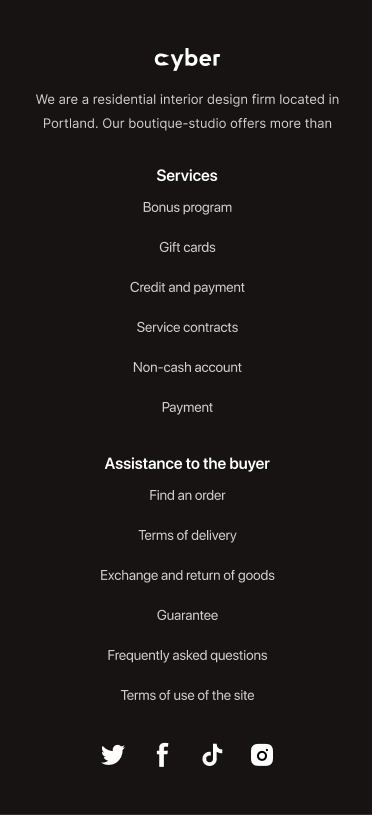 cyber
We are a residential interior design firm located in
Portland. Our boutique-studio offers more than
Services
Bonus program
Gift cards
Credit and payment
Service contracts
Non-cash account
Payment
Assistance to the buyer
Find an order
Terms of delivery
Exchange and return of goods
Guarantee
Frequently asked questions
Terms of use of the site